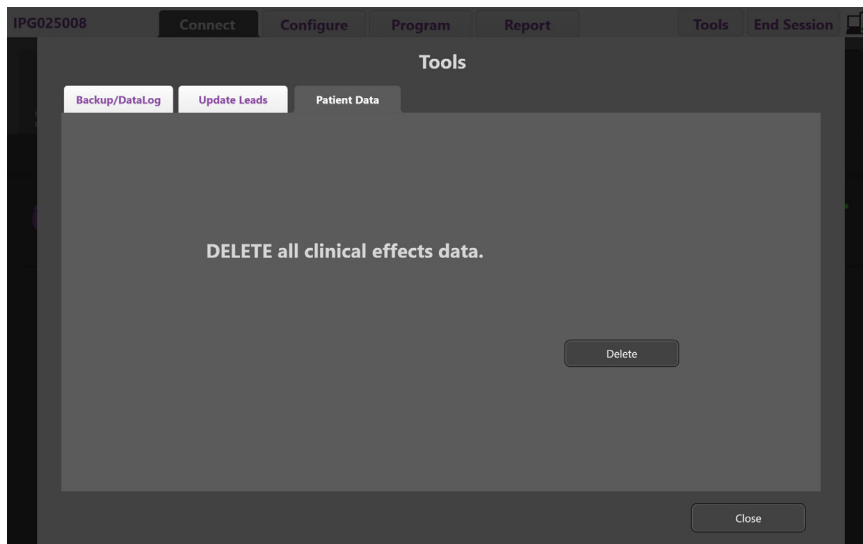 IPG025008 Connect Configure Program Report Tools End Session
Tools
Backup/DataLog Update Leads Patient Data
DELETE all clinical effects data.
Delete
Close